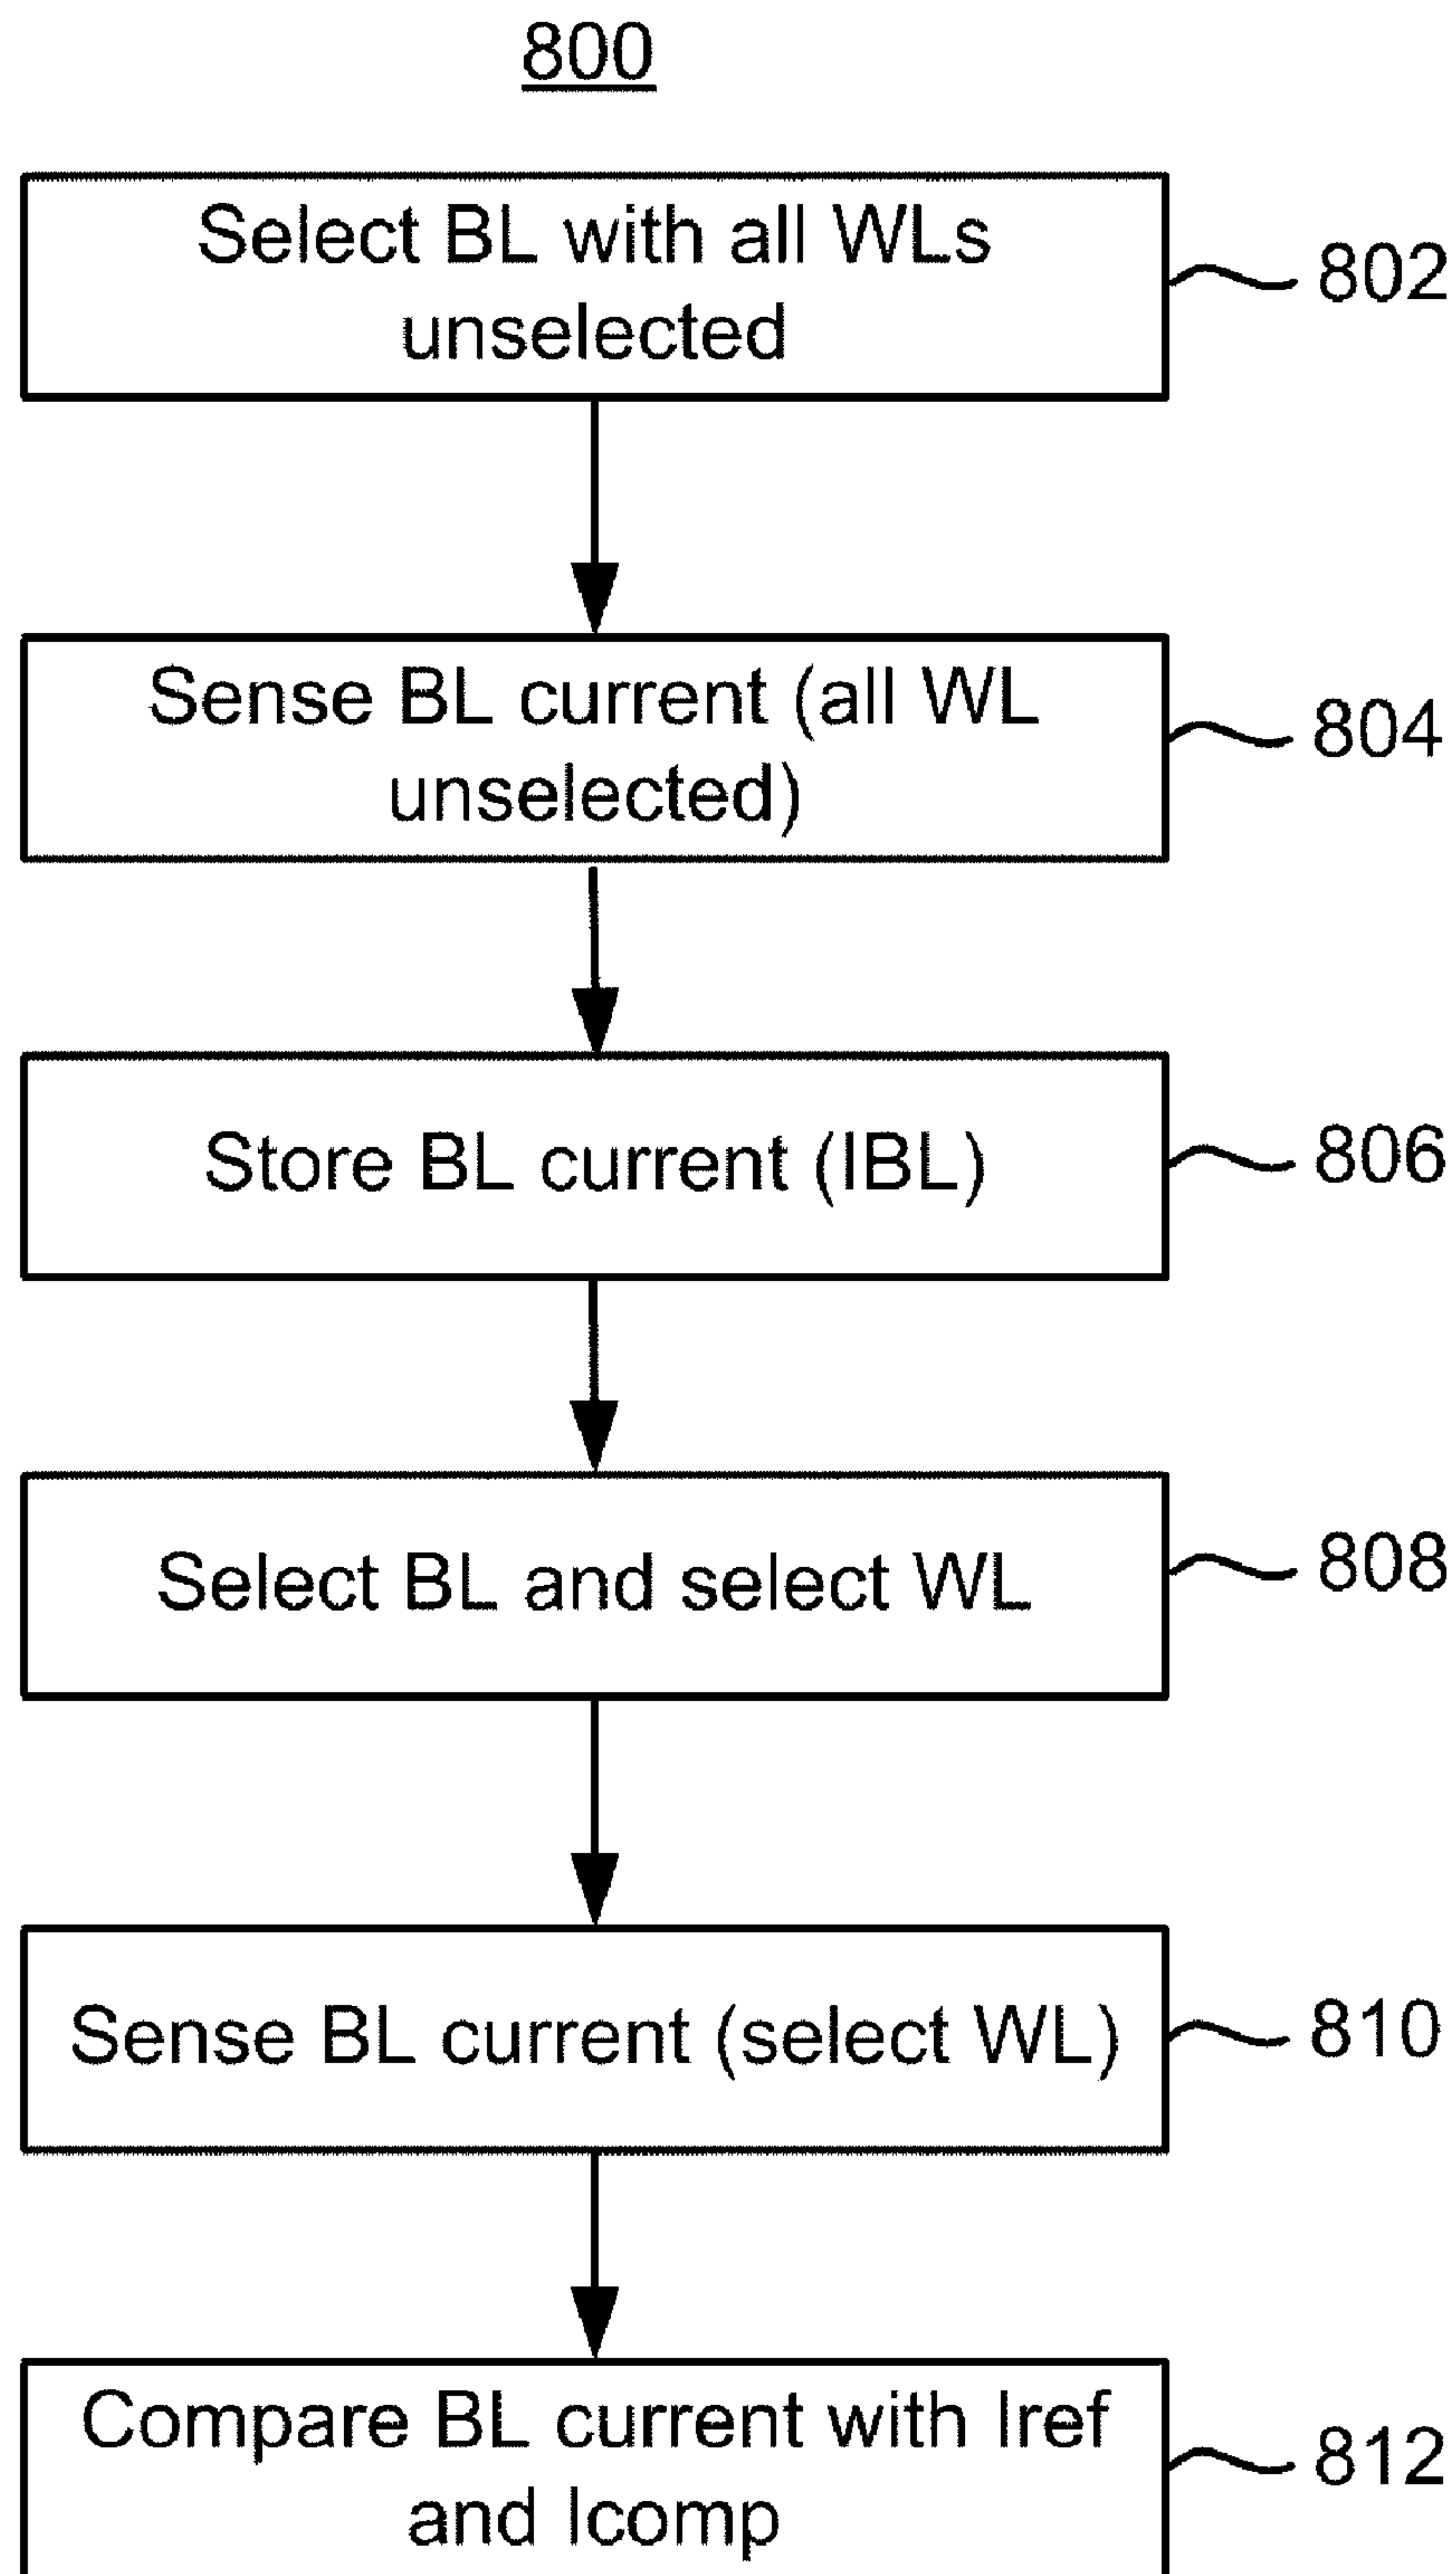 800
Select BL with all WLs
unselected
802
Sense BL current (all WL
unselected)
804
Store BL current (IBL)
806
Select BL and select WL
808
Sense BL current (select WL)
810
Compare BL current with Iref
and Icomp
812